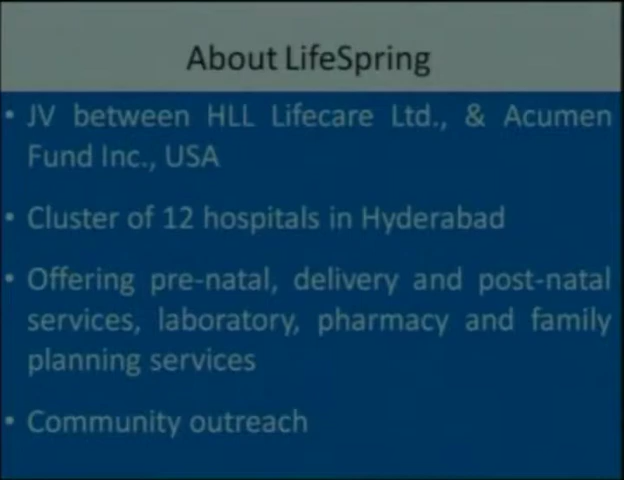 About LifeSpring
• JV between HLL Lifecare Ltd., & Acumen
Fund Inc., USA
• Cluster of 12 hospitals in Hyderabad
• Offering pre-natal, delivery and post-natal
services, laboratory, pharmacy and family
planning services
• Community outreach